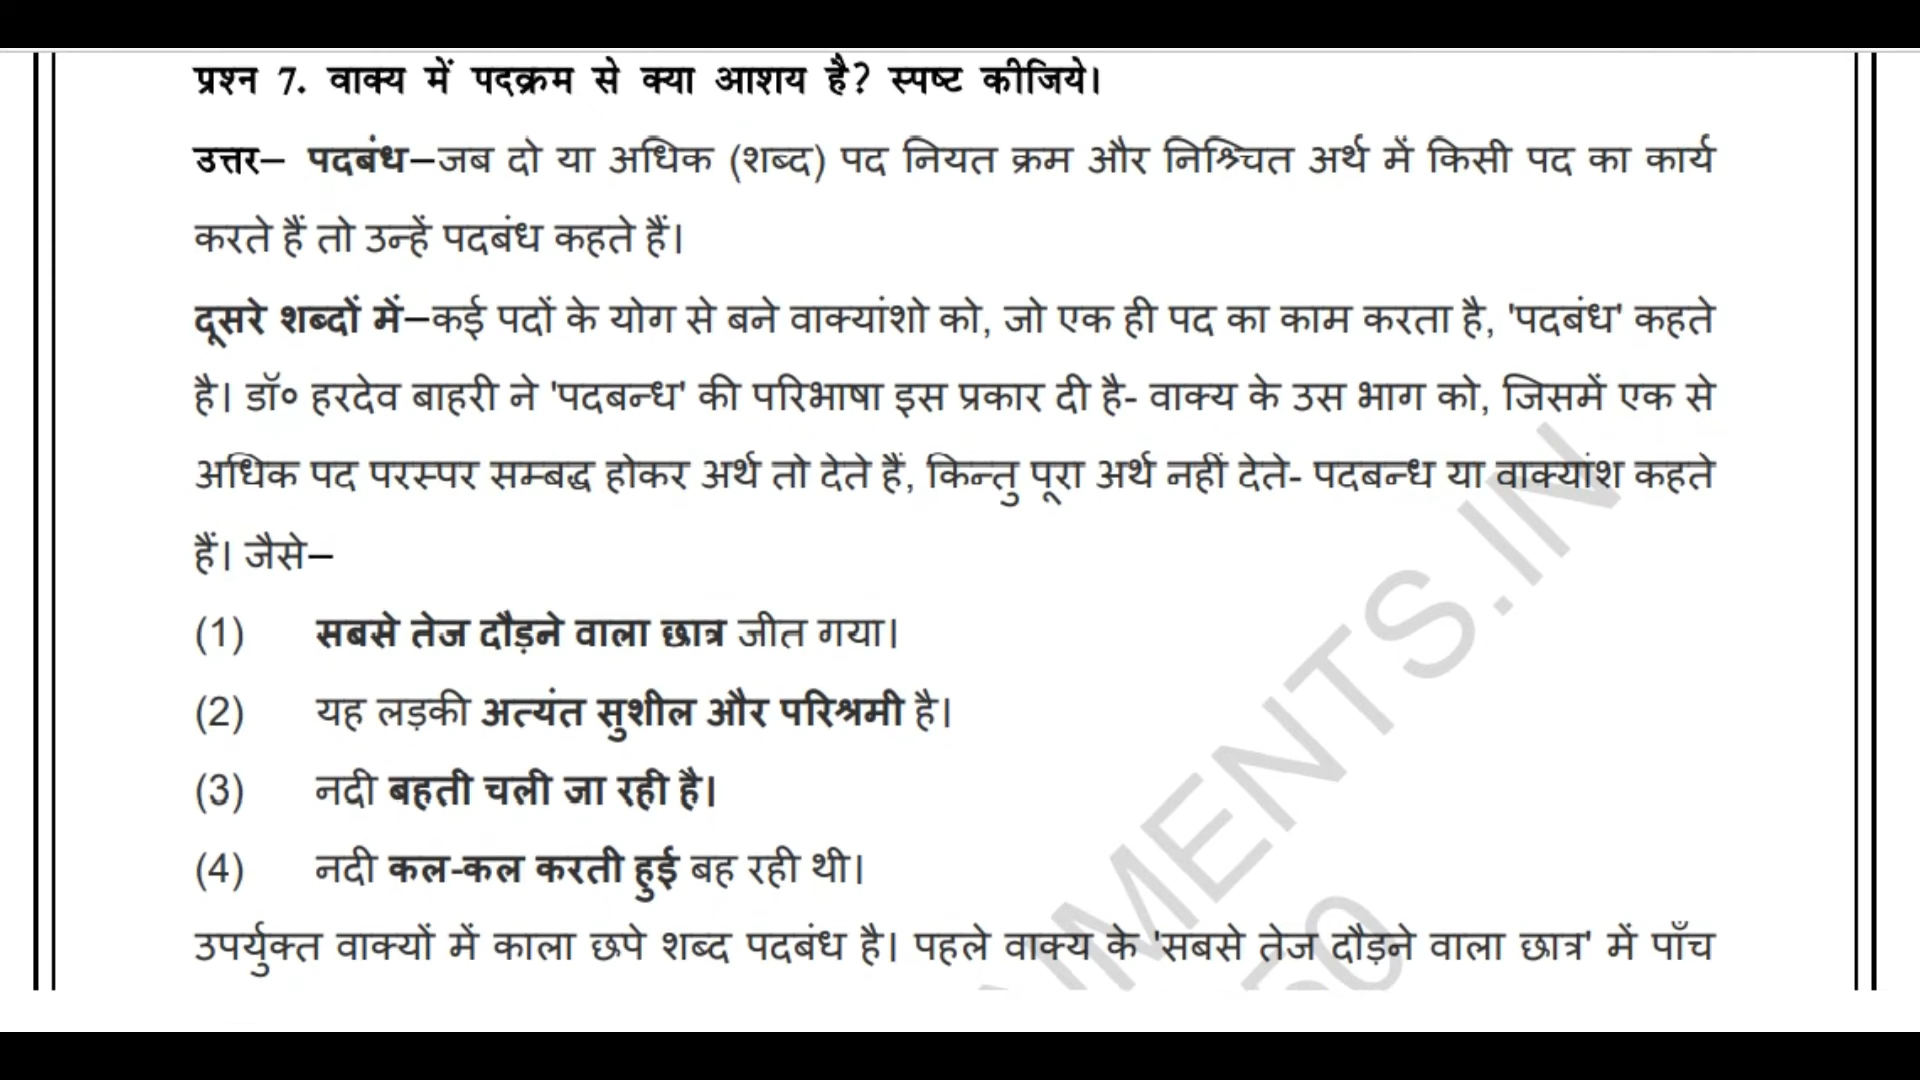 प्रश्न 7. वाक्य में पदक्रम से क्या आशय है? स्पष्ट कीजिये।
उत्तर– पदबंध–जब दो या अधिक (शब्द) पद नियत क्रम और निश्चित अर्थ में किसी पद का कार्य
करते हैं तो उन्हें पदबंध कहते हैं।
दूसरे शब्दों में–कई पदों के योग से बने वाक्यांशो को, जो एक ही पद का काम करता है, 'पदबंध' कहते
है। डॉ० हरदेव बाहरी ने 'पदबन्ध' की परिभाषा इस प्रकार दी है- वाक्य के उस भाग को, जिसमें एक से
अधिक पद परस्पर सम्बद्ध होकर अर्थ तो देते हैं, किन्तु पूरा अर्थ नहीं देते- पदबन्ध या वाक्यांश कहते
हैं। जैसे–
(1) सबसे तेज दौड़ने वाला छात्र जीत गया।
(2) यह लड़की अत्यंत सुशील और परिश्रमी है।
(3) नदी बहती चली जा रही है।
(4) नदी कल-कल करती हुई बह रही थी।
उपर्युक्त वाक्यों में काला छपे शब्द पदबंध है। पहले वाक्य के 'सबसे तेज दौड़ने वाला छात्र' में पाँच